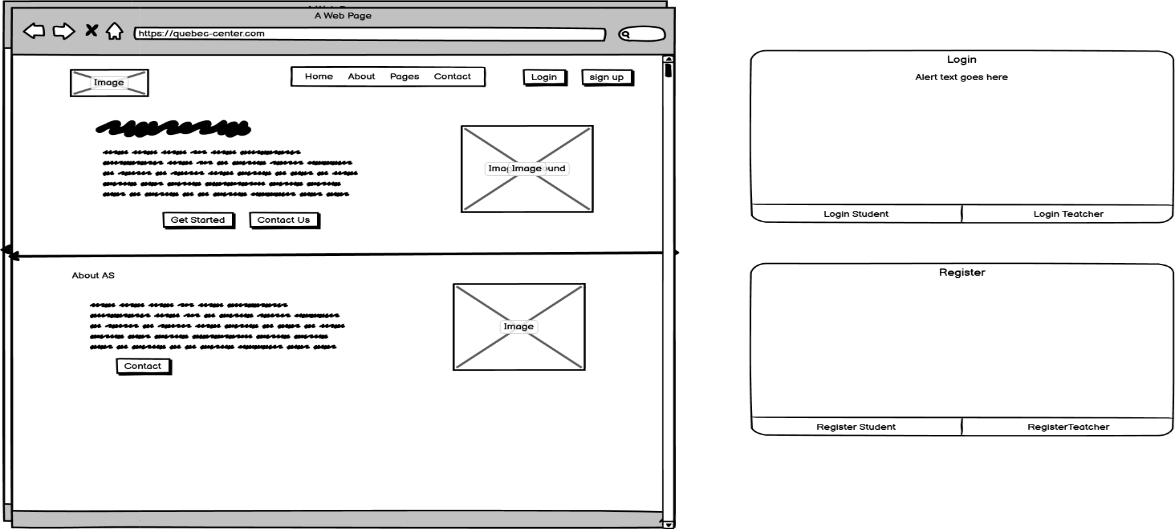 A Web Page
https://quebec-center.com
Image
Home About Pages Contact
Login
sign up
Image
Get Started
Contact Us
About AS
Image
Contact
Login
Alert text goes here
Login Student
Login Teatcher
Register
Register Student
RegisterTeatcher